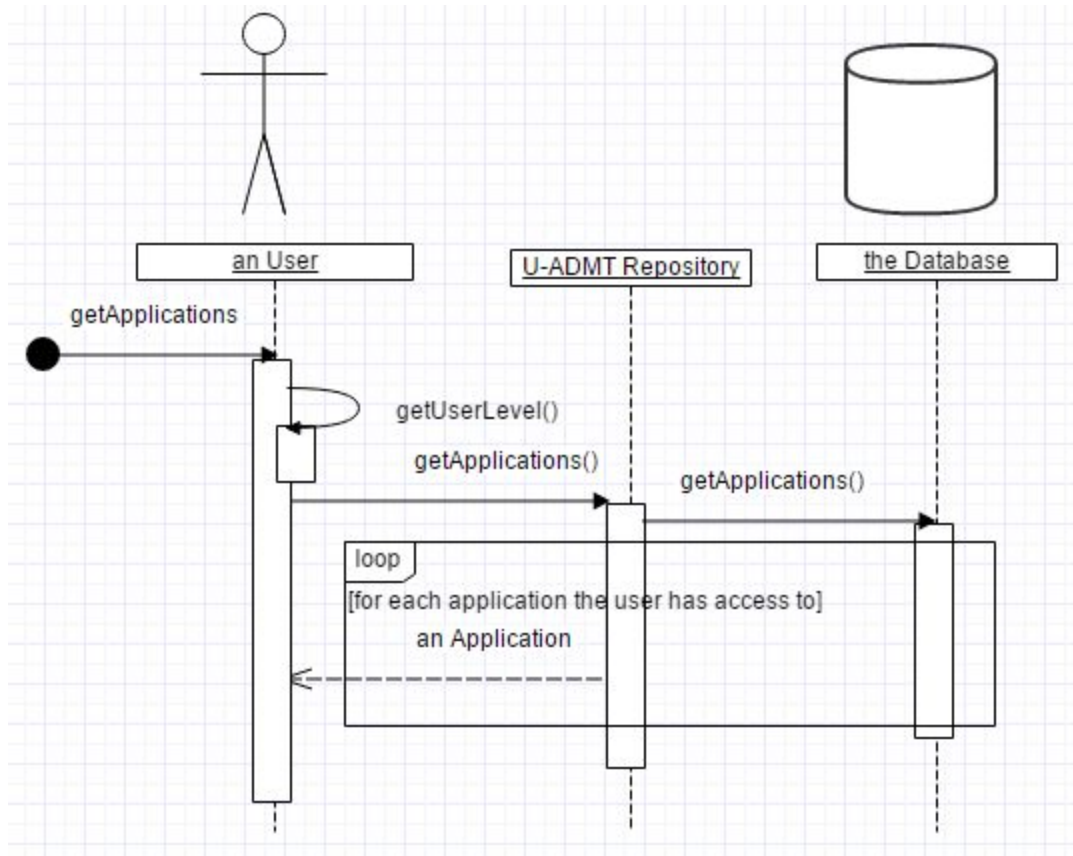 an User
U-ADMT Repository
the Database
getApplications
getUserLevel()
getApplications()
getApplications()
loop
[for each application the user has access to]
an Application